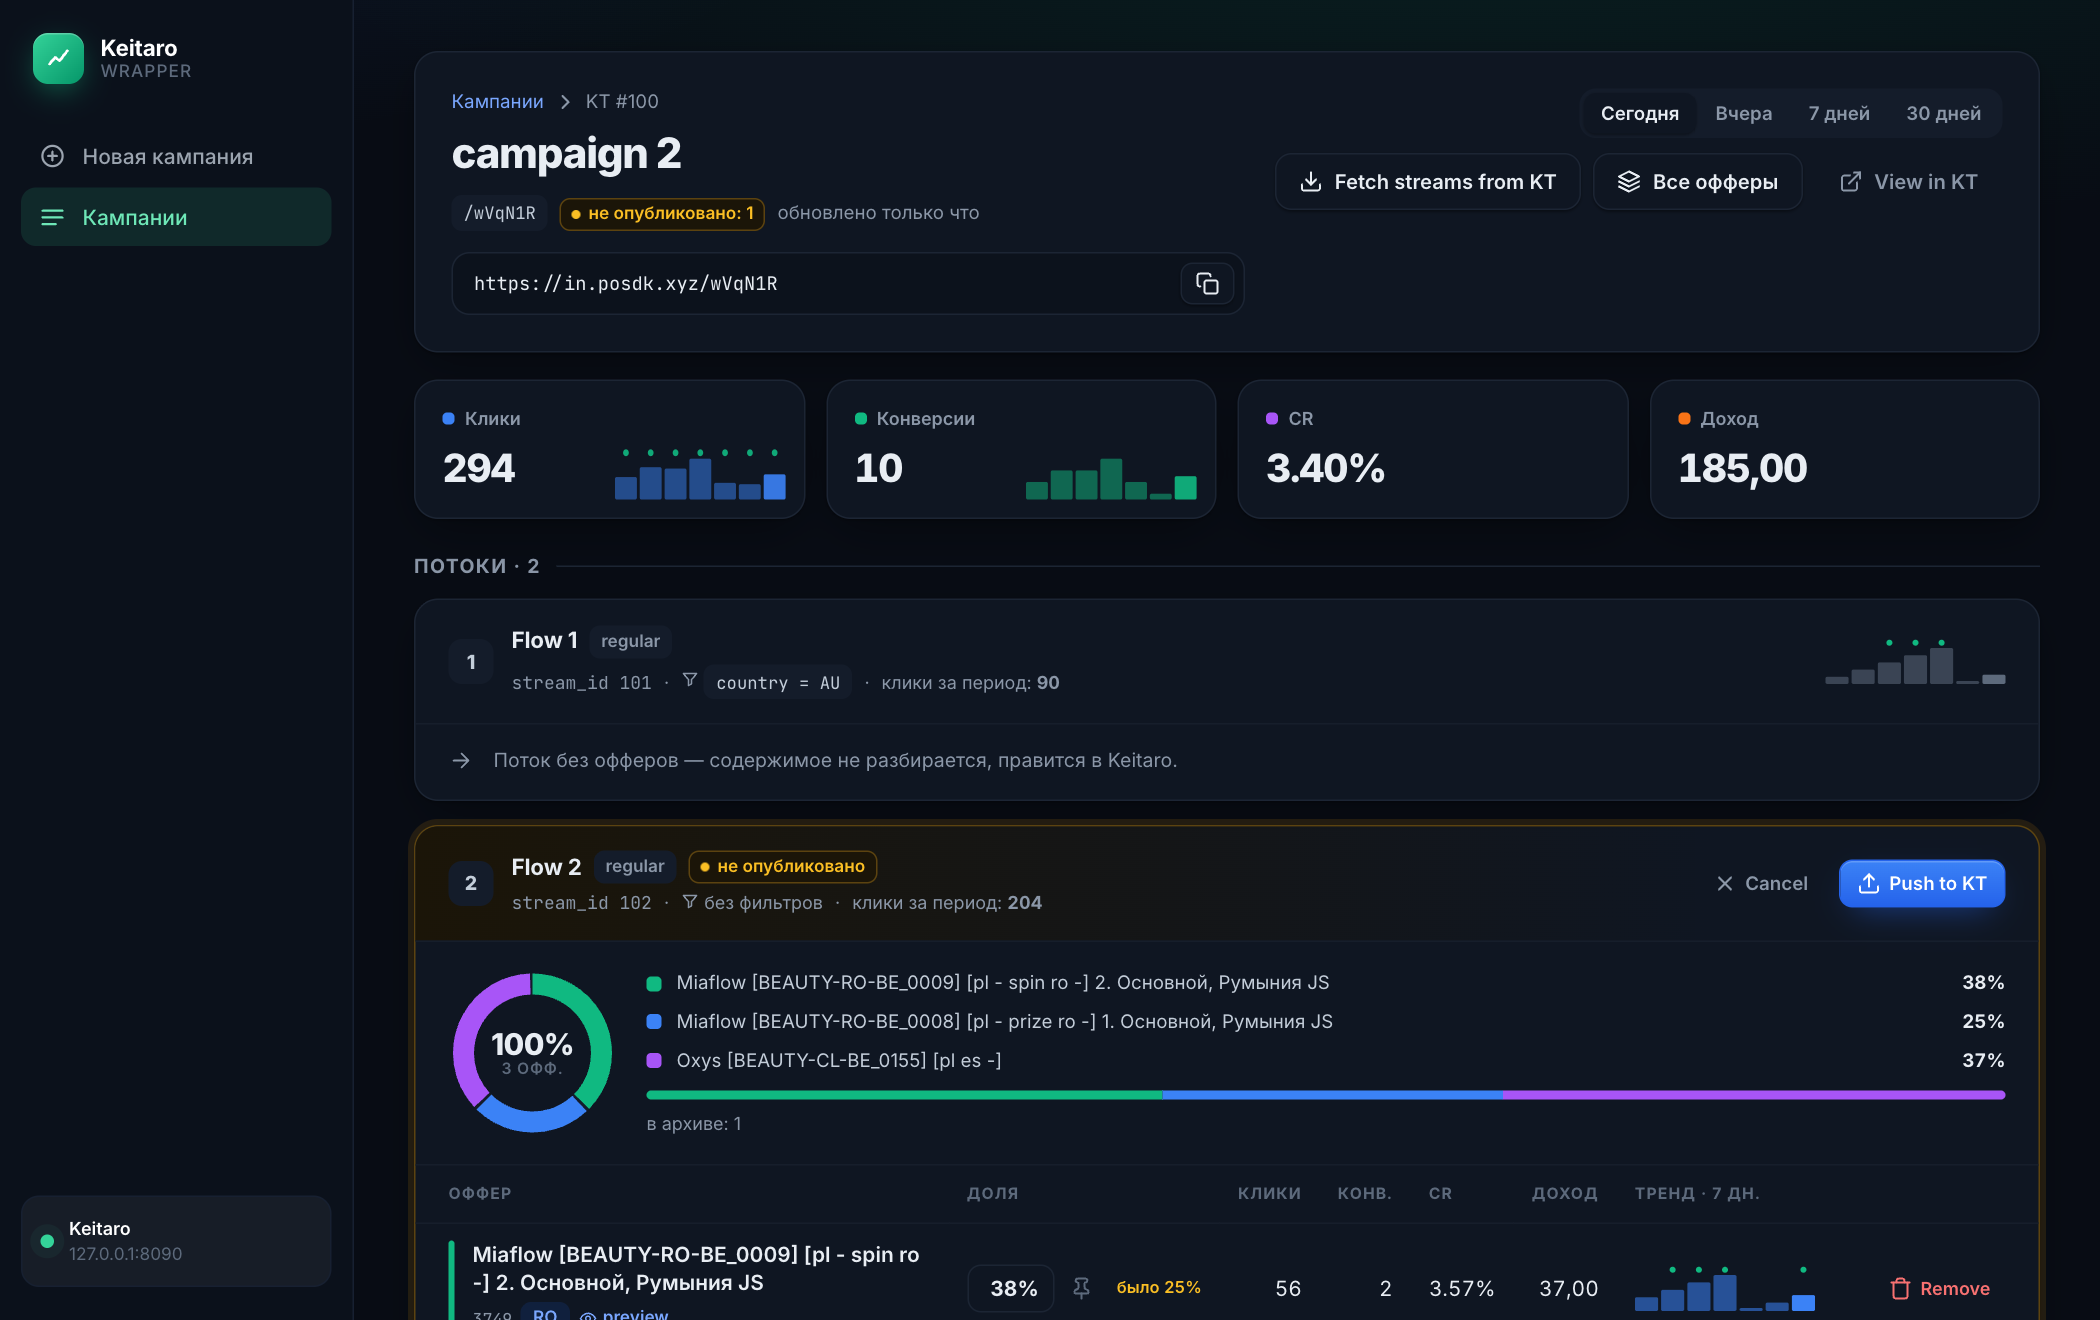 Keitaro
WRAPPER
Новая кампания
Кампании
Keitaro
127.0.0.1:8090
Кампании > KT #100
campaign 2
/wVqN1R не опубликовано: 1 обновлено только что
https://in.posdk.xyz/wVqN1R
Сегодня Вчера 7 дней 30 дней
Fetch streams from KT Все офферы View in KT
Клики
294
Конверсии
10
CR
3.40%
Доход
185,00
ПОТОКИ · 2
1
Flow 1 regular
stream_id 101 · country = AU · клики за период: 90
Поток без офферов — содержимое не разбирается, правится в Keitaro.
2
Flow 2 regular не опубликовано
stream_id 102 · без фильтров · клики за период: 204
Cancel Push to KT
100%
3 ОФФ.
Miaflow [BEAUTY-RO-BE_0009] [pl - spin ro -] 2. Основной, Румыния JS 38%
Miaflow [BEAUTY-RO-BE_0008] [pl - prize ro -] 1. Основной, Румыния JS 25%
Oxys [BEAUTY-CL-BE_0155] [pl es -] 37%
в архиве: 1
ОФФЕР ДОЛЯ КЛИКИ КОНВ. CR ДОХОД ТРЕНД · 7 ДН.
Miaflow [BEAUTY-RO-BE_0009] [pl - spin ro
-] 2. Основной, Румыния JS
38% было 25% 56 2 3.57% 37,00 Remove
3749 RO preview